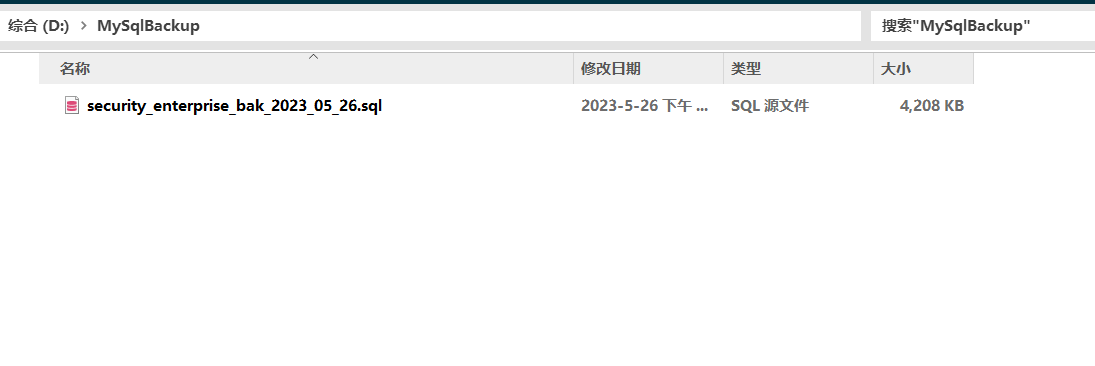 综合 (D:) > MySqlBackup 搜索"MySqlBackup"
名称 修改日期 类型 大小
security_enterprise_bak_2023_05_26.sql 2023-5-26 下午 ... SQL 源文件 4,208 KB